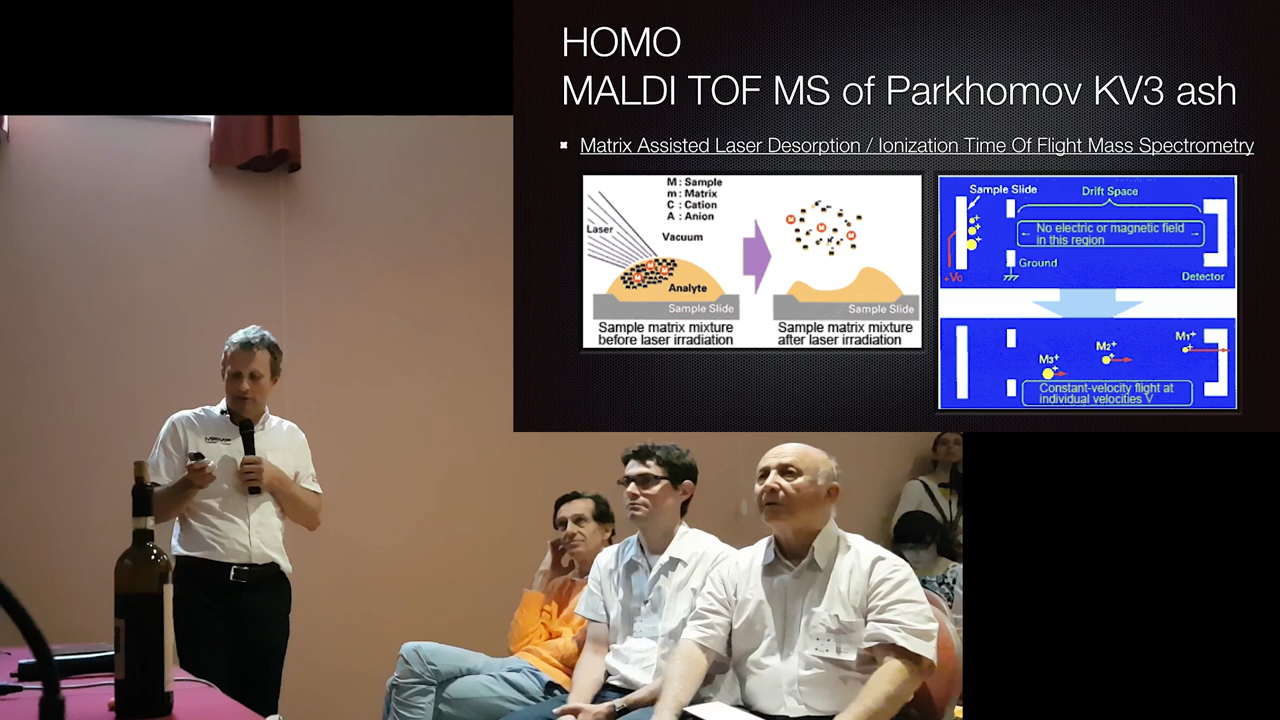 HOMO
MALDI TOF MS of Parkhomov KV3 ash
Matrix Assisted Laser Desorption / Ionization Time Of Flight Mass Spectrometry
M : Sample
m : Matrix
C : Cation
A : Anion
Laser
Vacuum
Analyte
Sample Slide
Sample matrix mixture
before laser irradiation
Sample Slide
Sample matrix mixture
after laser irradiation
Sample Slide
Drift Space
No electric or magnetic field
in this region
Ground
+Vo
Detector
M1+
M2+
M3+
Constant-velocity flight at
individual velocities V